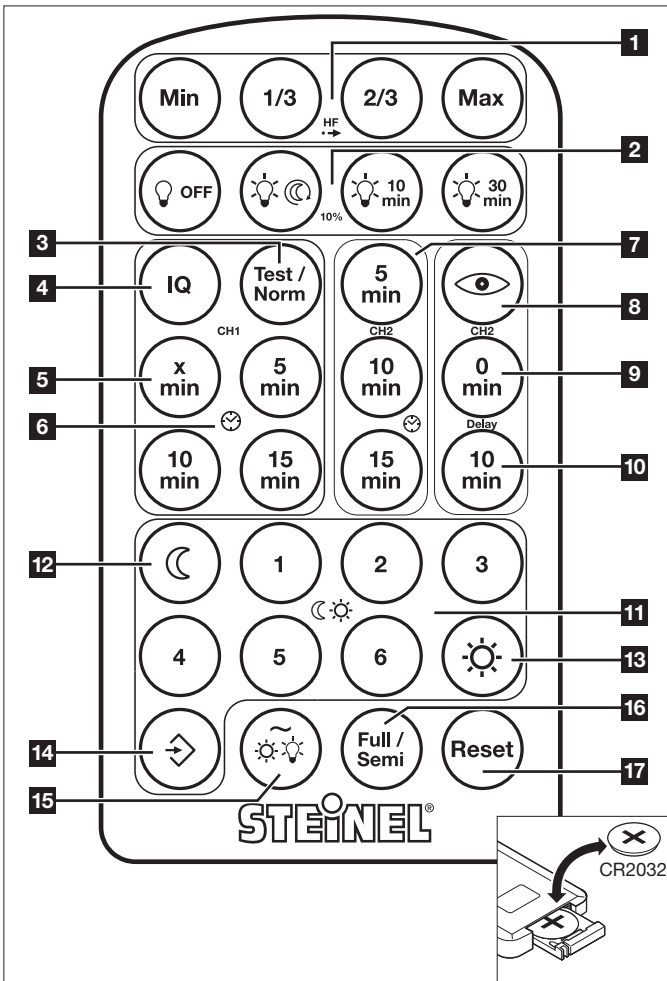 1
Min 1/3 2/3 Max
HF
2
OFF 10 min 30 min
10%
3
7
4
IQ Test / Norm 5 min
8
CH1 CH2 CH2
5
x min 5 min 10 min 0 min
9
6
Delay
10 min 15 min 15 min 10 min
10
12
1 2 3
11
4 5 6
13
14
Full / Semi Reset
16
15
17
STEINEL®
CR2032